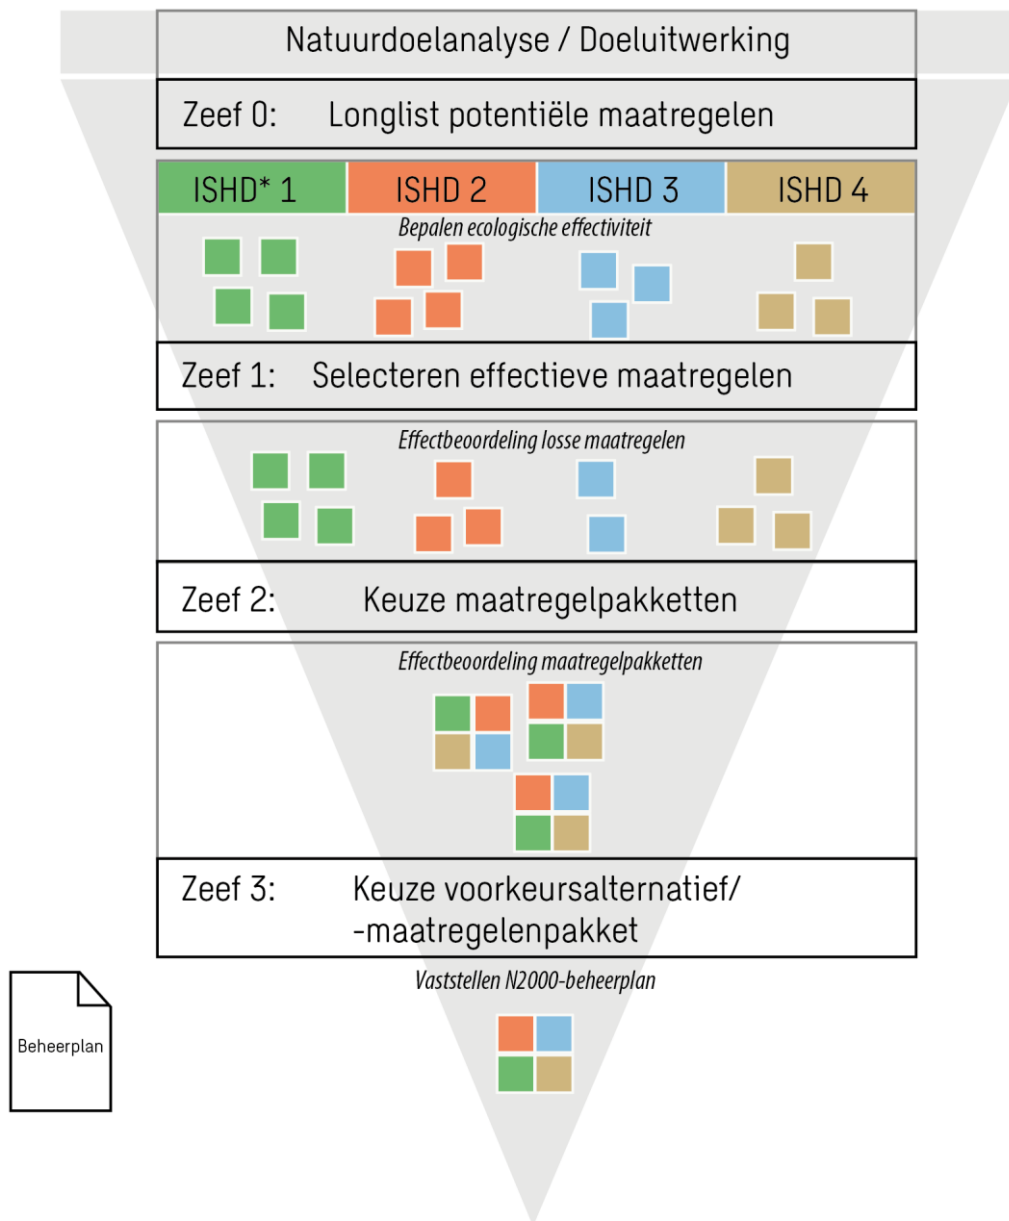 Natuurdoelanalyse / Doeluitwerking
Zeef 0: Longlist potentiële maatregelen
ISHD* 1 ISHD 2 ISHD 3 ISHD 4
Bepalen ecologische effectiviteit
Zeef 1: Selecteren effectieve maatregelen
Effectbeoordeling losse maatregelen
Zeef 2: Keuze maatregelpakketten
Effectbeoordeling maatregelpakketten
Zeef 3: Keuze voorkeursalternatief/
-maatregelenpakket
Vaststellen N2000-beheerplan
Beheerplan